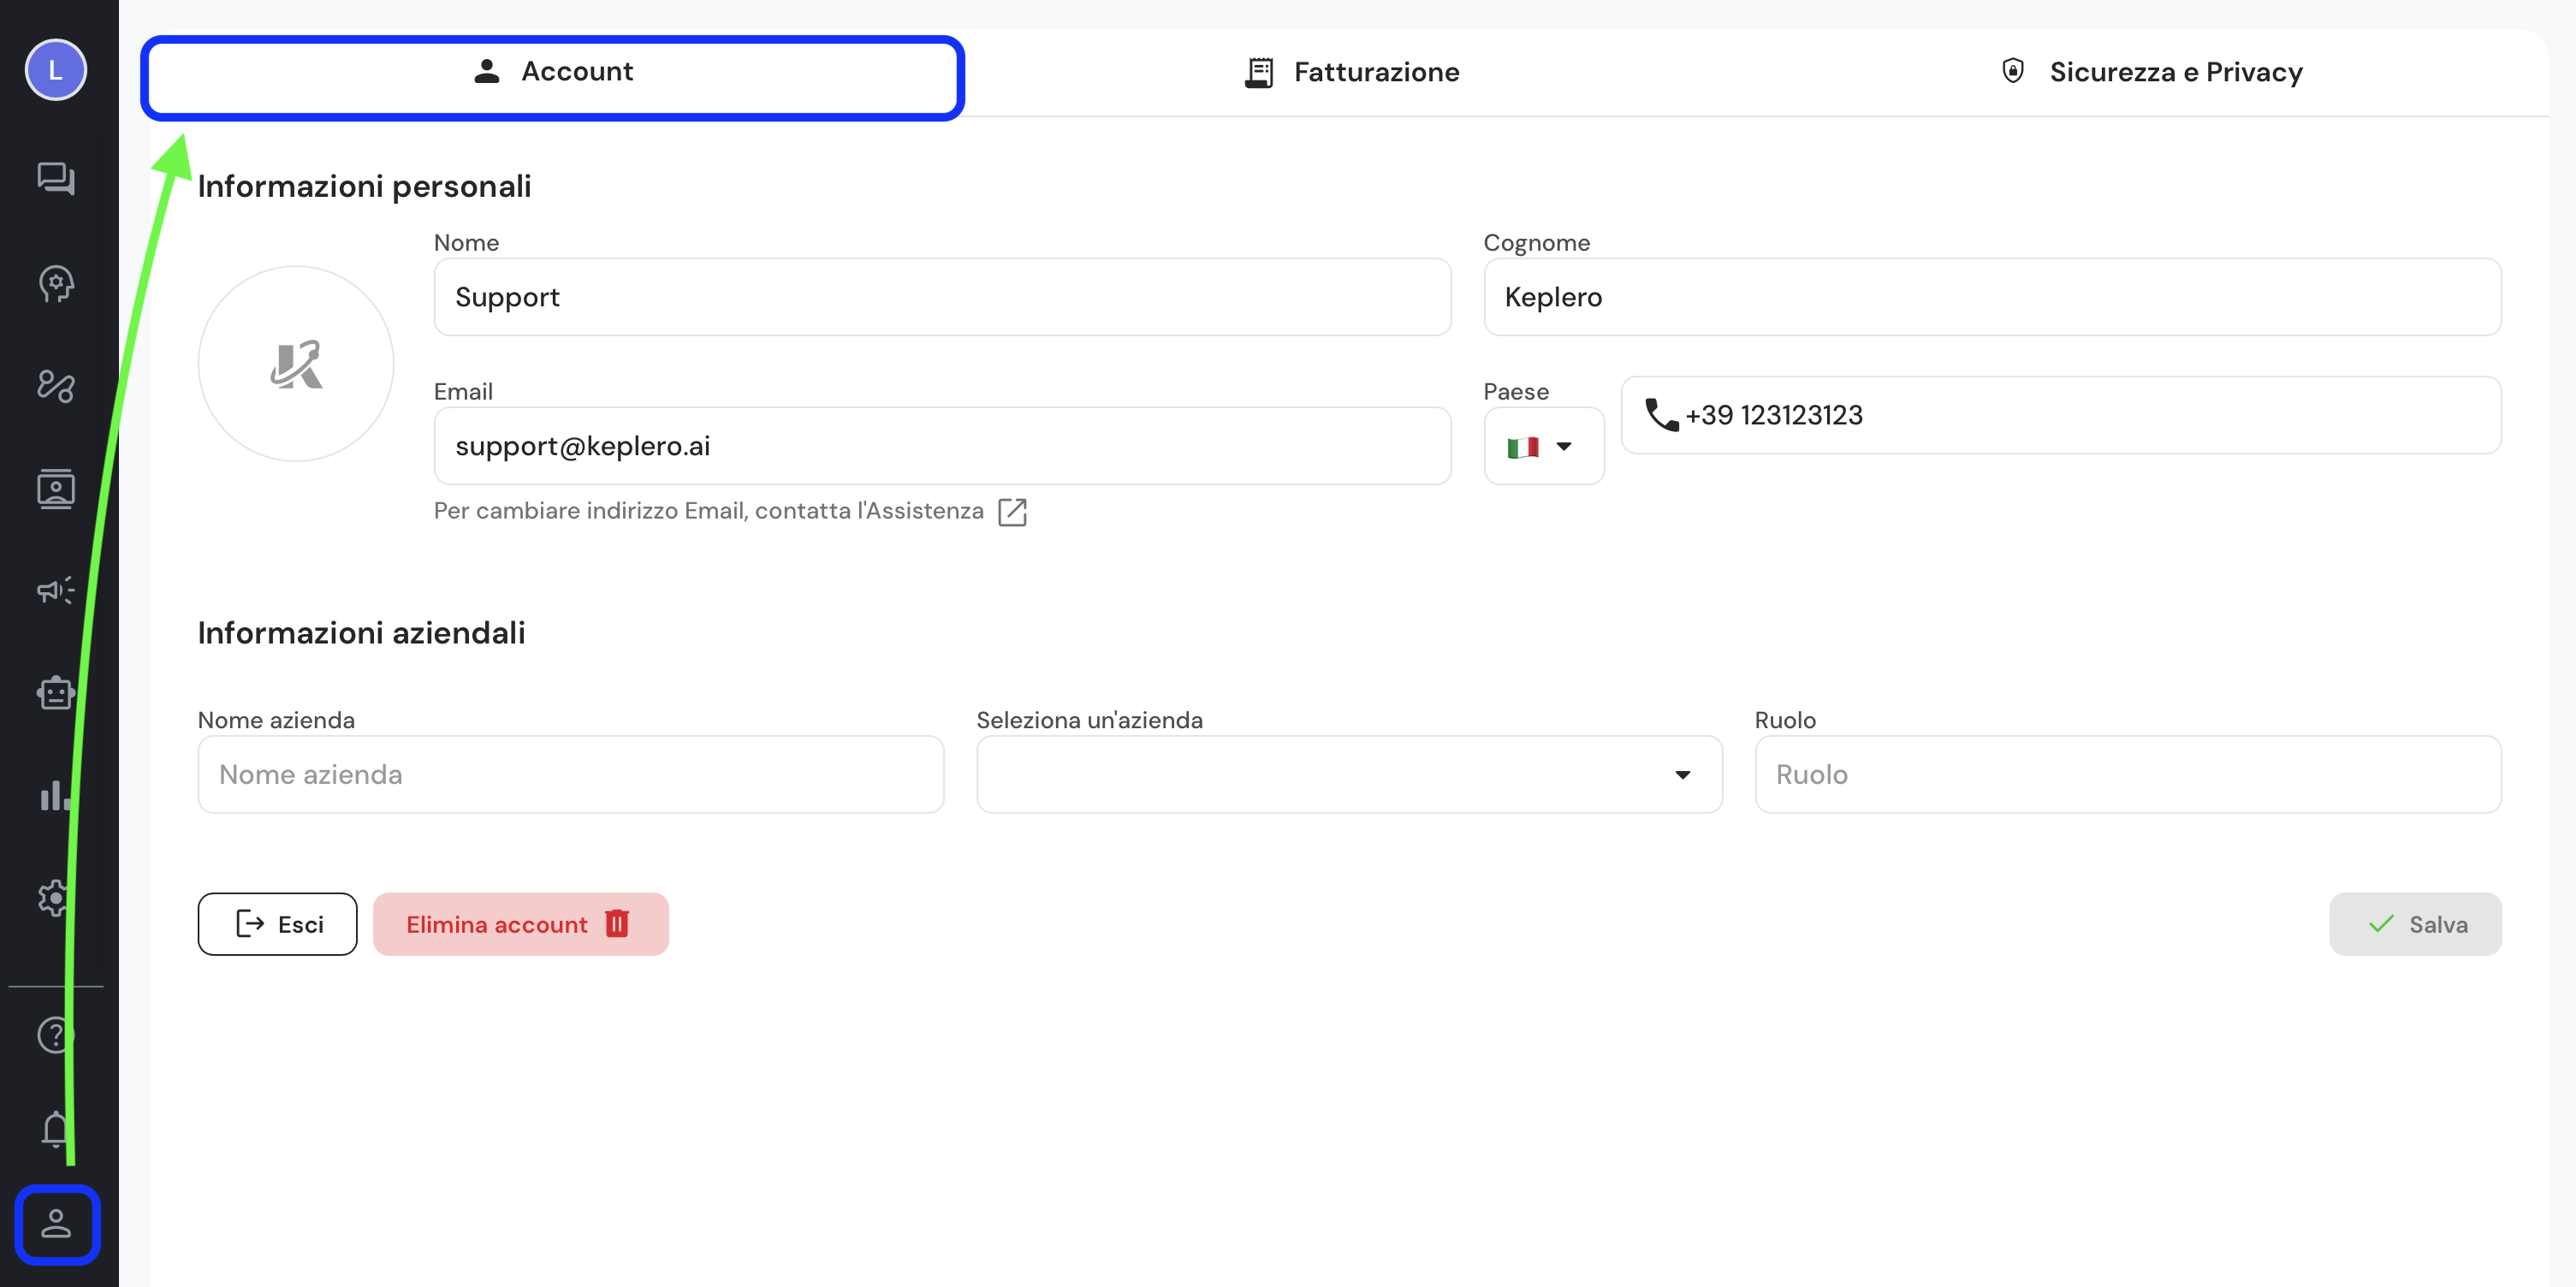 L
Account
Fatturazione
Sicurezza e Privacy
Informazioni personali
Nome
Cognome
Support
Keplero
Email
Paese
support@keplero.ai
+39 123123123
Per cambiare indirizzo Email, contatta l'Assistenza
Informazioni aziendali
Nome azienda
Seleziona un'azienda
Ruolo
Nome azienda
Ruolo
Esci
Elimina account
Salva